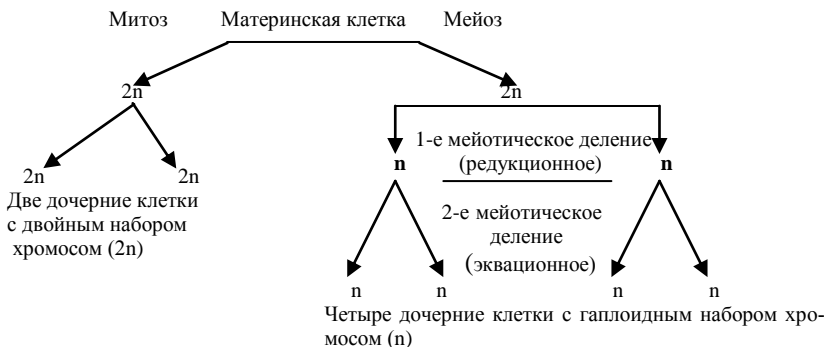 Митоз Материнская клетка Мейоз
2n 2n
1-е мейотическое деление
(редукционное)
n n
2n 2n
Две дочерние клетки
с двойным набором
хромосом (2n)
2-е мейотическое
деление
(эквационное)
n n n n
Четыре дочерние клетки с гаплоидным набором хро-
мосом (n)